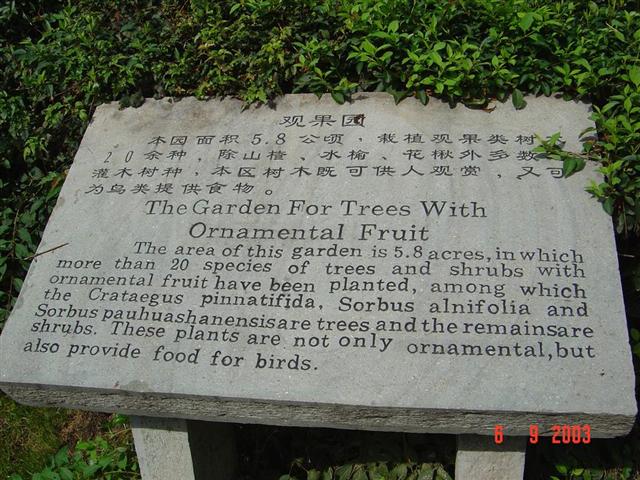 观果园
本园面积5.8公顷，栽植观果类树
20余种，除山楂、水榆、花楸外多数
灌木树种，本区树木既可供人观赏，又可
为鸟类提供食物。
The Garden For Trees With
Ornamental Fruit
The area of this garden is 5.8 acres, in which
more than 20 species of trees and shrubs with
ornamental fruit have been planted, among which
the Crataegus pinnatifida, Sorbus alnifolia and
Sorbus pauhuashanensis are trees and the remains are
shrubs. These plants are not only ornamental, but
also provide food for birds.
6 9 2003